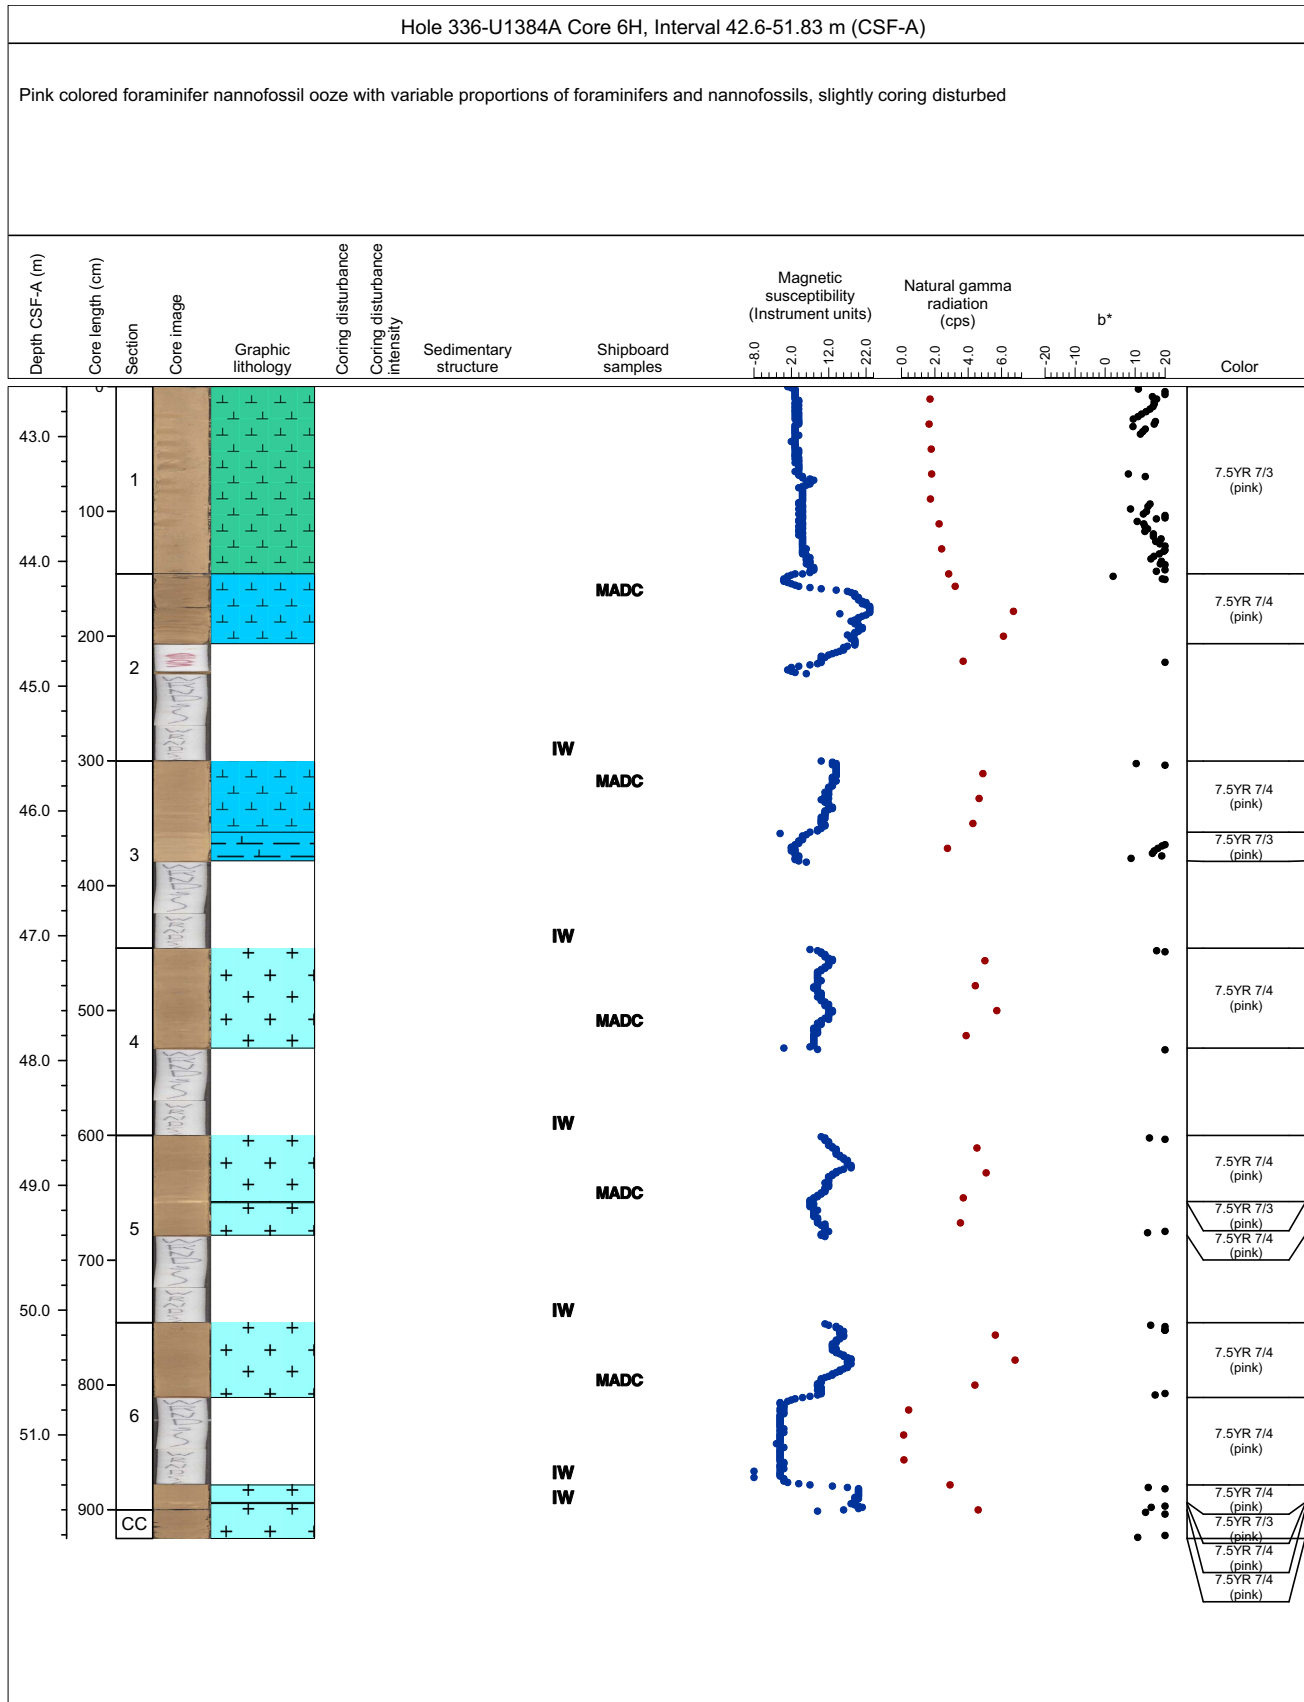 Hole 336-U1384A Core 6H, Interval 42.6-51.83 m (CSF-A)
Pink colored foraminifer nannofossil ooze with variable proportions of foraminifers and nannofossils, slightly coring disturbed
Depth CSF-A (m)
Core length (cm)
Section
Core image
Graphic
lithology
Coring disturbance
Coring disturbance
intensity
Sedimentary
structure
Shipboard
samples
Magnetic
susceptibility
(Instrument units)
-8.0 2.0 12.0 22.0
Natural gamma
radiation
(cps)
0.0 2.0 4.0 6.0
b*
-20 -10 0 10 20
Color
0
43.0
1
7.5YR 7/3
(pink)
100
44.0
MADC
7.5YR 7/4
(pink)
200
2
45.0
IW
300
MADC
7.5YR 7/4
(pink)
46.0
7.5YR 7/3
(pink)
3
400
47.0
IW
7.5YR 7/4
(pink)
500
MADC
4
48.0
IW
600
7.5YR 7/4
(pink)
49.0
MADC
7.5YR 7/3
(pink)
5
7.5YR 7/4
(pink)
700
50.0
IW
7.5YR 7/4
(pink)
800
MADC
6
51.0
7.5YR 7/4
(pink)
IW
IW
7.5YR 7/4
(pink)
900
CC
7.5YR 7/3
(pink)
7.5YR 7/4
(pink)
7.5YR 7/4
(pink)